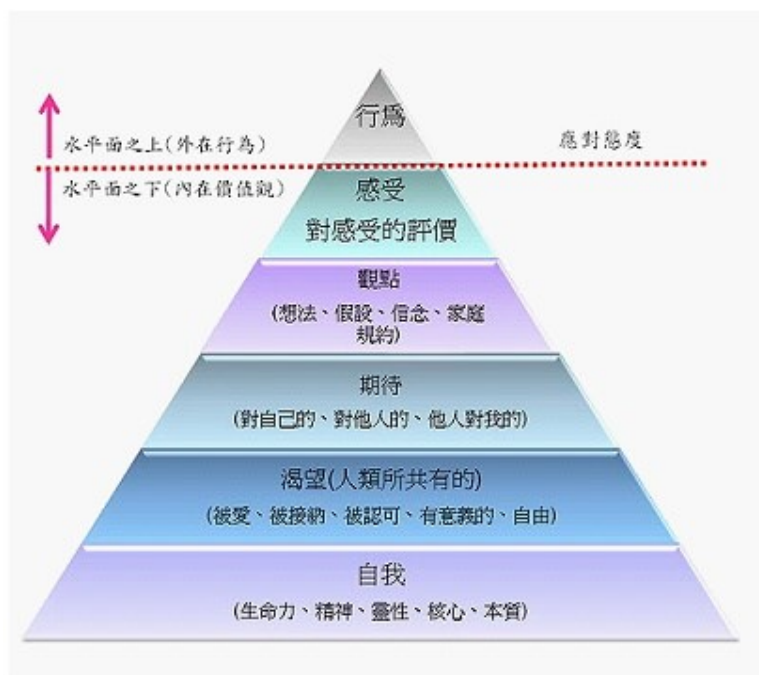 行為
水平面之上(外在行為)
應對態度
水平面之下(內在價值觀)
感受
對感受的評價
觀點
(想法、假設、信念、家庭
規約)
期待
(對自己的、對他人的、他人對我的)
渴望(人類所共有的)
(被愛、被接納、被認可、有意義的、自由)
自我
(生命力、精神、靈性、核心、本質)